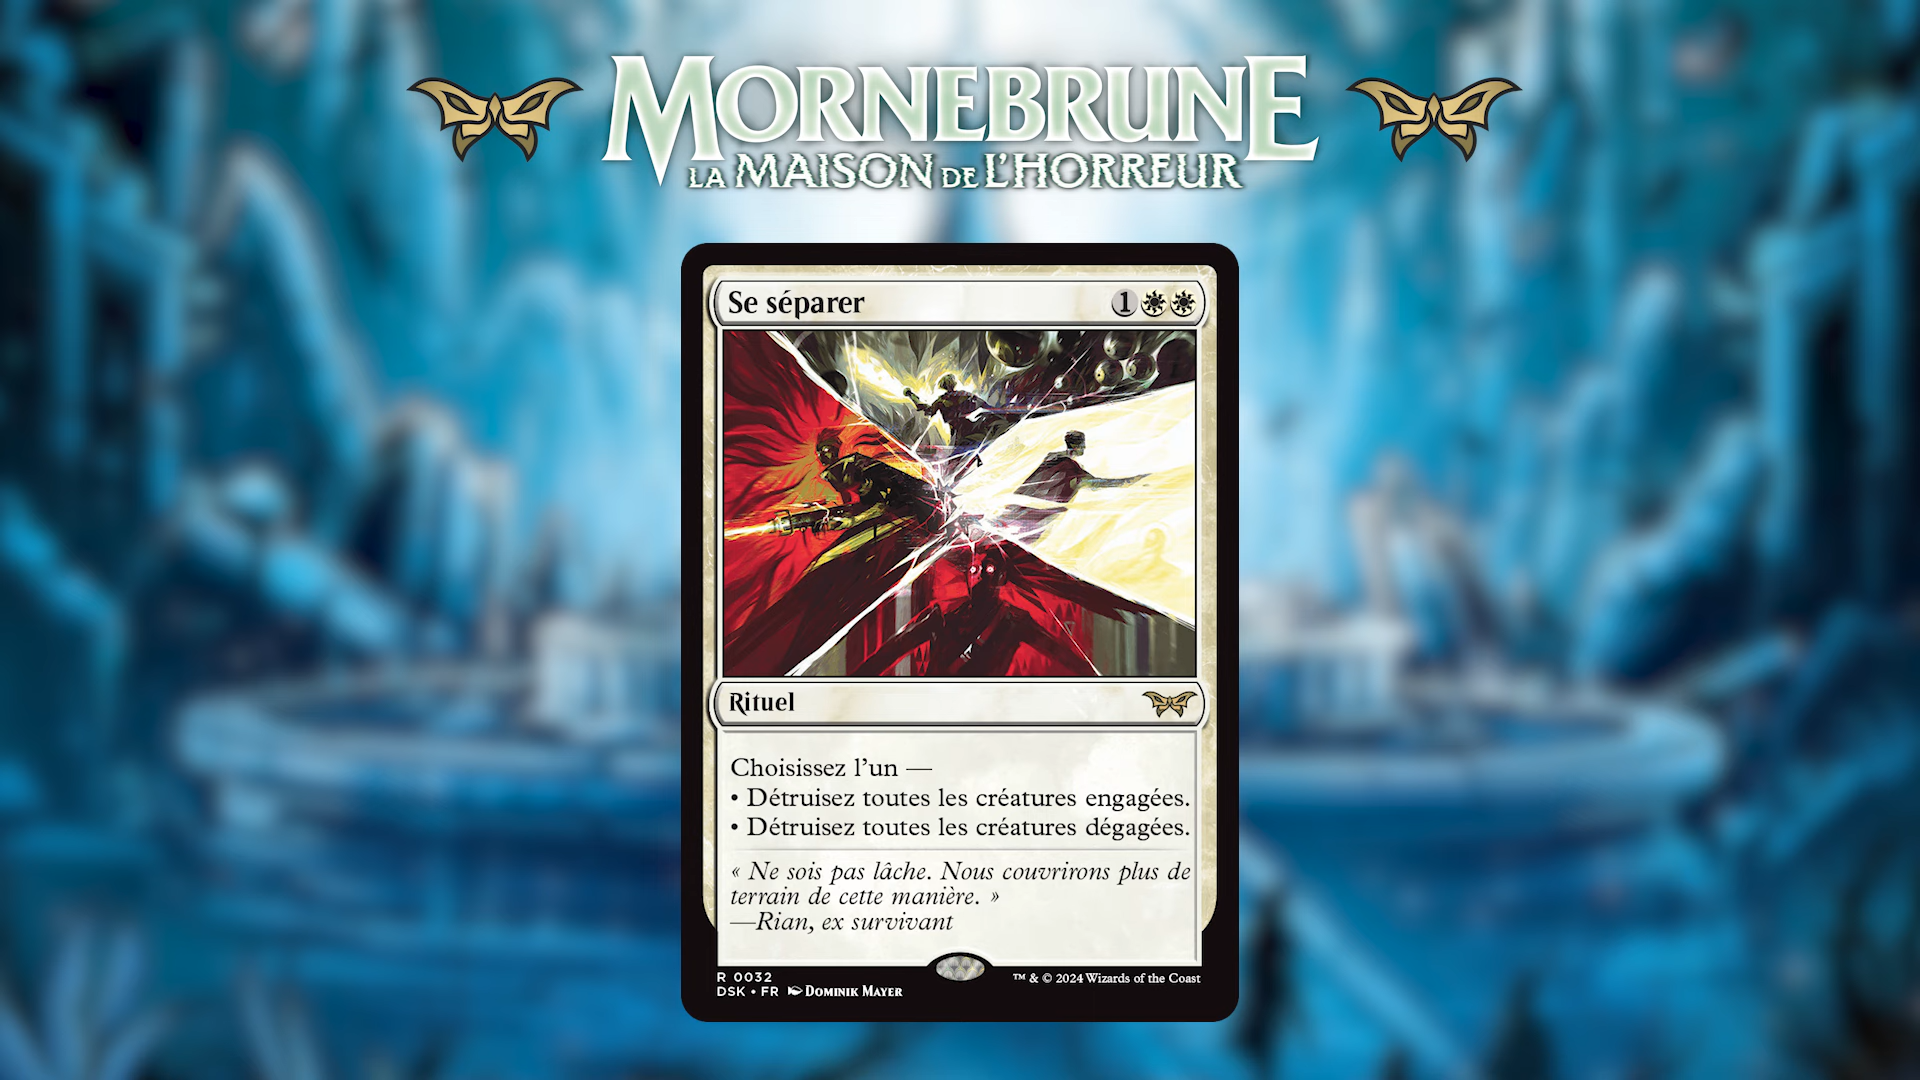 MORNEBRUNE
LA MAISON DE L'HORREUR
Se séparer 1
Rituel
Choisissez l'un —
• Détruisez toutes les créatures engagées.
• Détruisez toutes les créatures dégagées.
« Ne sois pas lâche. Nous couvrirons plus de
terrain de cette manière. »
—Rian, ex survivant
R 0032
DSK • FR DOMINIK MAYER
™ & © 2024 Wizards of the Coast